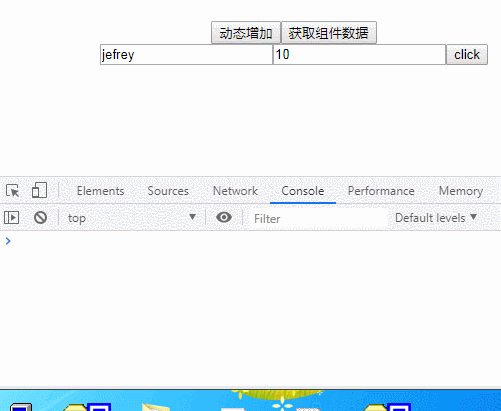 动态增加 获取组件数据
jefrey 10 click
Elements Sources Network Console Performance Memory
top Filter Default levels